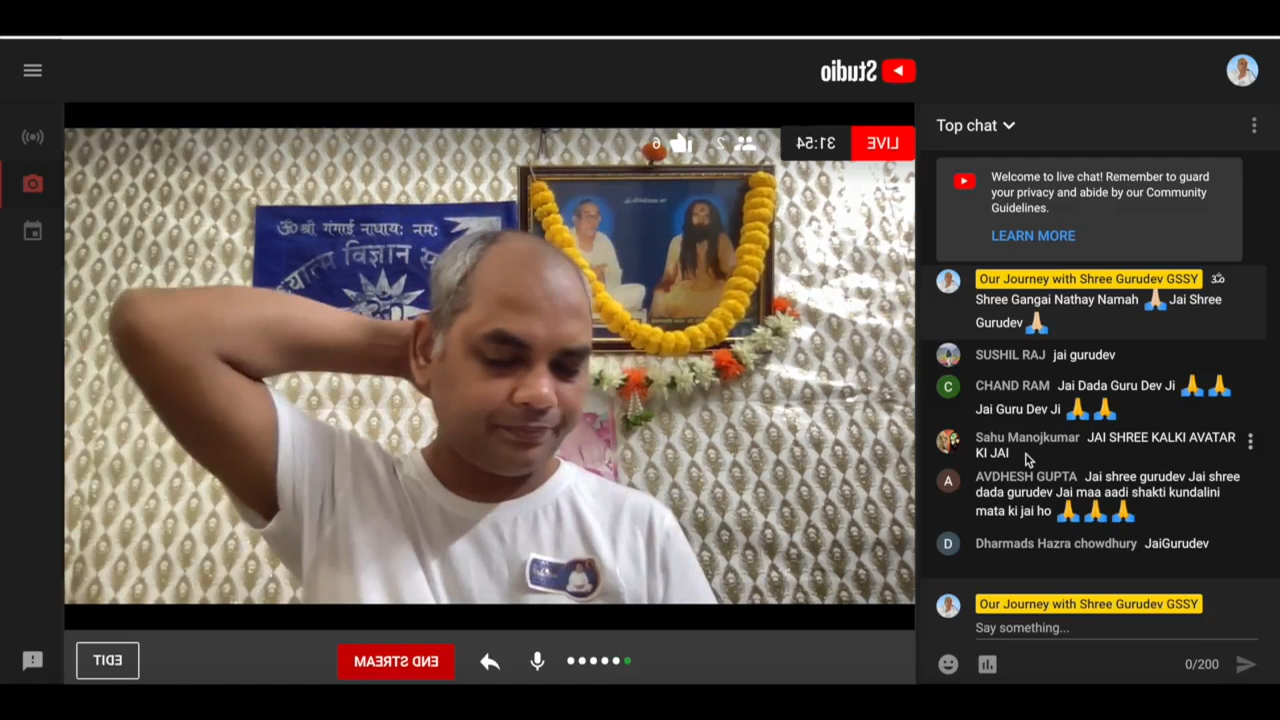 Studio
LIVE
31:54
2
6
ॐ श्री गंगाई नाथाय: नम:
विज्ञान
EDIT
END STREAM
Top chat
Welcome to live chat! Remember to guard
your privacy and abide by our Community
Guidelines.
LEARN MORE
Our Journey with Shree Gurudev GSSY ॐ
Shree Gangai Nathay Namah 🙏🏻 Jai Shree
Gurudev 🙏🏻
SUSHIL RAJ jai gurudev
C CHAND RAM Jai Dada Guru Dev Ji 🙏 🙏
Jai Guru Dev Ji 🙏 🙏
Sahu Manojkumar JAI SHREE KALKI AVATAR
KI JAI
A AVDHESH GUPTA Jai shree gurudev Jai shree
dada gurudev Jai maa aadi shakti kundalini
mata ki jai ho 🙏 🙏 🙏
D Dharmads Hazra chowdhury JaiGurudev
Our Journey with Shree Gurudev GSSY
Say something...
0/200